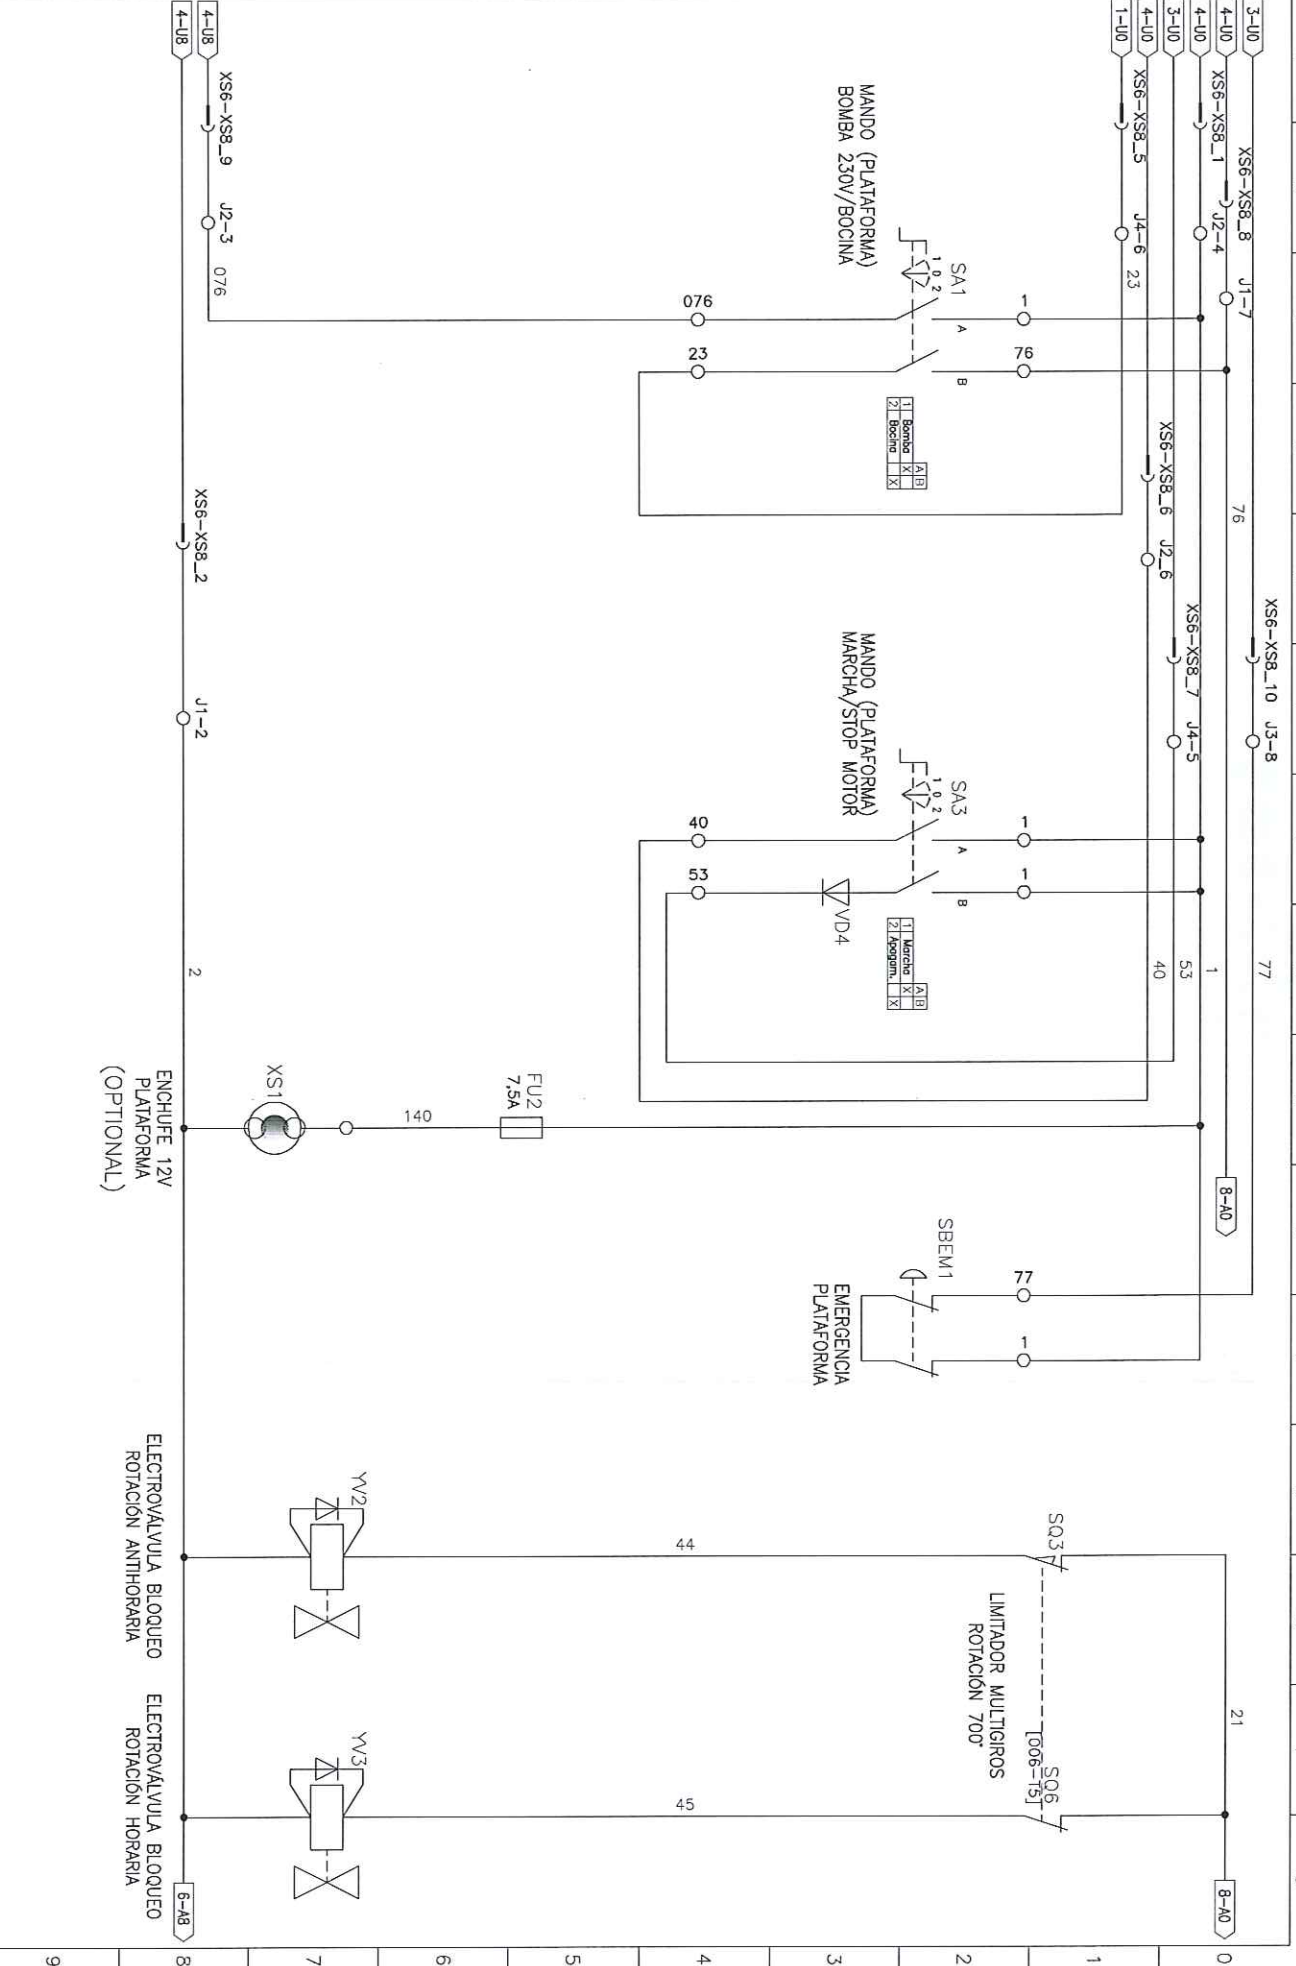 3-U0
4-U0
4-U0
3-U0
4-U0
1-U0
4-U8
4-U8
XS6-XS8_10
J3-8
77
XS6-XS8_8
J1-7
76
8-A0
XS6-XS8_1
J2-4
1
XS6-XS8_7
J4-5
53
XS6-XS8_6
J2_6
40
XS6-XS8_5
J4-6
23
MANDO (PLATAFORMA)
BOMBA 230V/BOCINA
SA1
1 0 2
A
B
1
76
076
23
A B
1 Bomba X
2 Bocina X
MANDO (PLATAFORMA)
MARCHA/STOP MOTOR
SA3
1 0 2
A
B
1
1
40
53
VD4
A B
1 Marcha X
2 Apagam. X
FU2
7,5A
140
XS1
ENCHUFE 12V
PLATAFORMA
(OPTIONAL)
SBEM1
77
1
EMERGENCIA
PLATAFORMA
21
8-A0
SQ3
LIMITADOR MULTIGIROS
ROTACIÓN 700°
SQ6
[006-T5]
44
45
YV2
YV3
ELECTROVÁLVULA BLOQUEO
ROTACIÓN ANTIHORARIA
ELECTROVÁLVULA BLOQUEO
ROTACIÓN HORARIA
XS6-XS8_9
J2-3
076
XS6-XS8_2
J1-2
2
6-A8
0
1
2
3
4
5
6
7
8
9